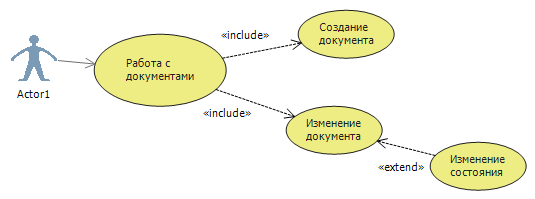 Создание
документа
«include»
Работа с
документами
Actor1
«include»
Изменение
документа
«extend»
Изменение
состояния